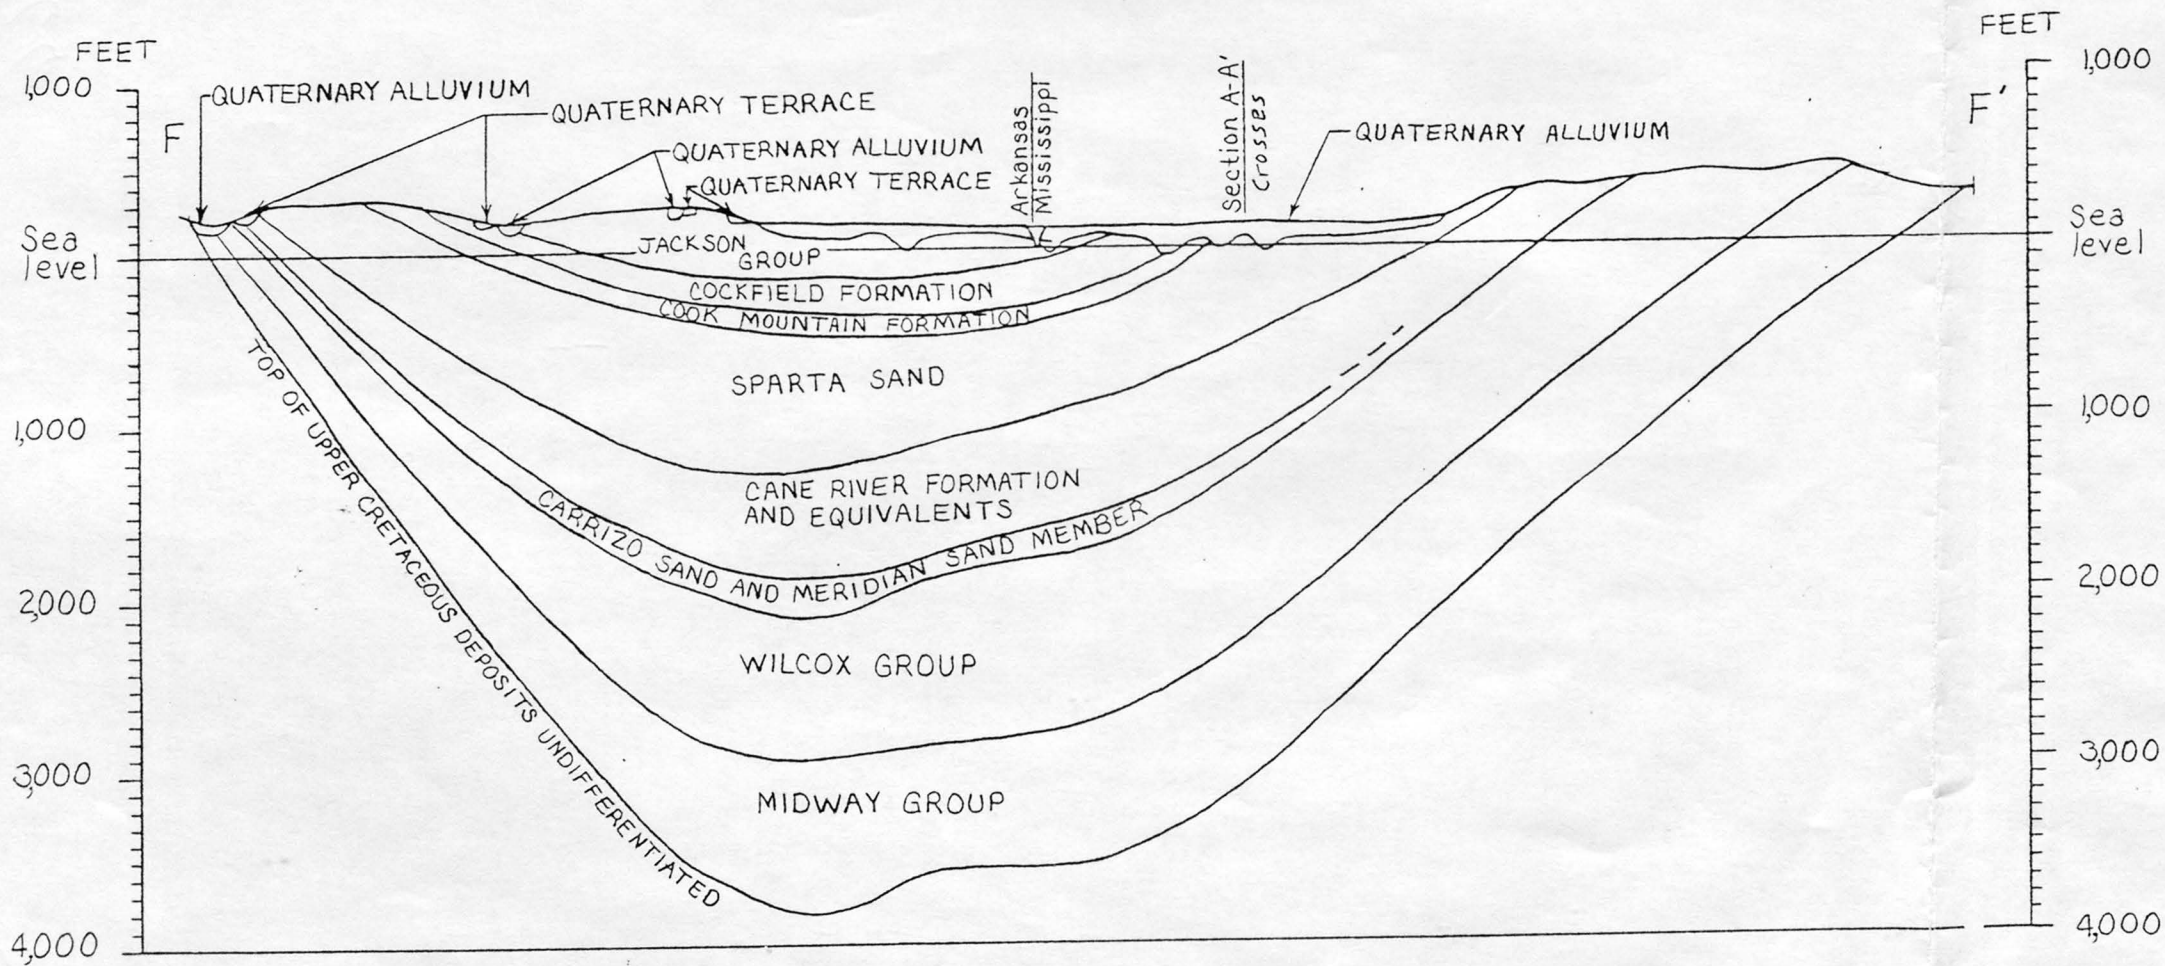 FEET
1,000
F
QUATERNARY ALLUVIUM
QUATERNARY TERRACE
QUATERNARY ALLUVIUM
QUATERNARY TERRACE
Arkansas
Mississippi
Section A-A'
Crosses
QUATERNARY ALLUVIUM
FEET
1,000
F'
Sea
level
Sea
level
JACKSON
GROUP
COCKFIELD FORMATION
COOK MOUNTAIN FORMATION
SPARTA SAND
CANE RIVER FORMATION
AND EQUIVALENTS
CARRIZO SAND AND MERIDIAN SAND MEMBER
WILCOX GROUP
MIDWAY GROUP
TOP OF UPPER CRETACEOUS DEPOSITS UNDIFFERENTIATED
1,000
2,000
3,000
4,000
1,000
2,000
3,000
4,000